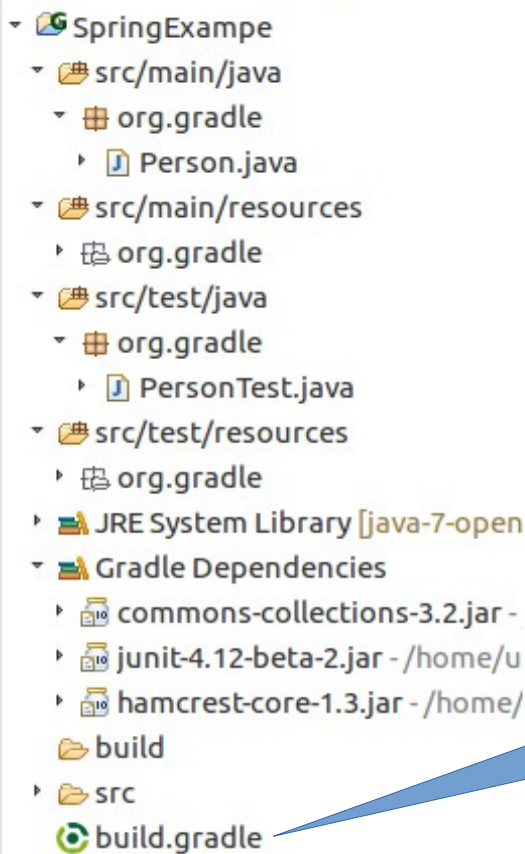 SpringExampe
src/main/java
org.gradle
Person.java
src/main/resources
org.gradle
src/test/java
org.gradle
PersonTest.java
src/test/resources
org.gradle
JRE System Library [java-7-open
Gradle Dependencies
commons-collections-3.2.jar -
junit-4.12-beta-2.jar - /home/u
hamcrest-core-1.3.jar - /home/
build
src
build.gradle